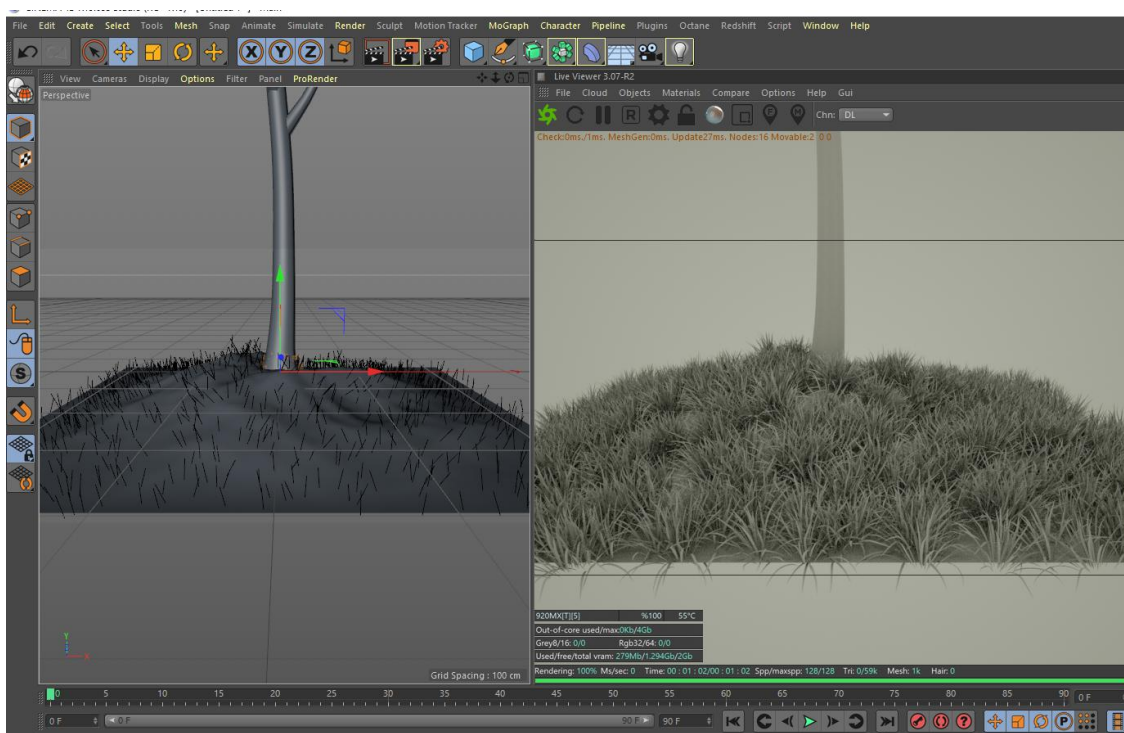 File Edit Create Select Tools Mesh Snap Animate Simulate Render Sculpt Motion Tracker MoGraph Character Pipeline Plugins Octane Redshift Script Window Help
X Y Z
View Cameras Display Options Filter Panel ProRender
Perspective
Live Viewer 3.07-R2
File Cloud Objects Materials Compare Options Help Gui
R F M Chn: DL
Check:0ms./1ms. MeshGen:0ms. Update27ms. Nodes:16 Movable:2 0 0
S
920MX[T][5] %100 55°C
Out-of-core used/max:0Kb/4Gb
Grey8/16: 0/0 Rgb32/64: 0/0
Used/free/total vram: 279Mb/1.294Gb/2Gb
Y
X
Grid Spacing : 100 cm
Rendering: 100% Ms/sec: 0 Time: 00 : 01 : 02/00 : 01 : 02 Spp/maxspp: 128/128 Tri: 0/59k Mesh: 1k Hair: 0
0 5 10 15 20 25 30 35 40 45 50 55 60 65 70 75 80 85 90 0 F
0 F 0 F 90 F 90 F P